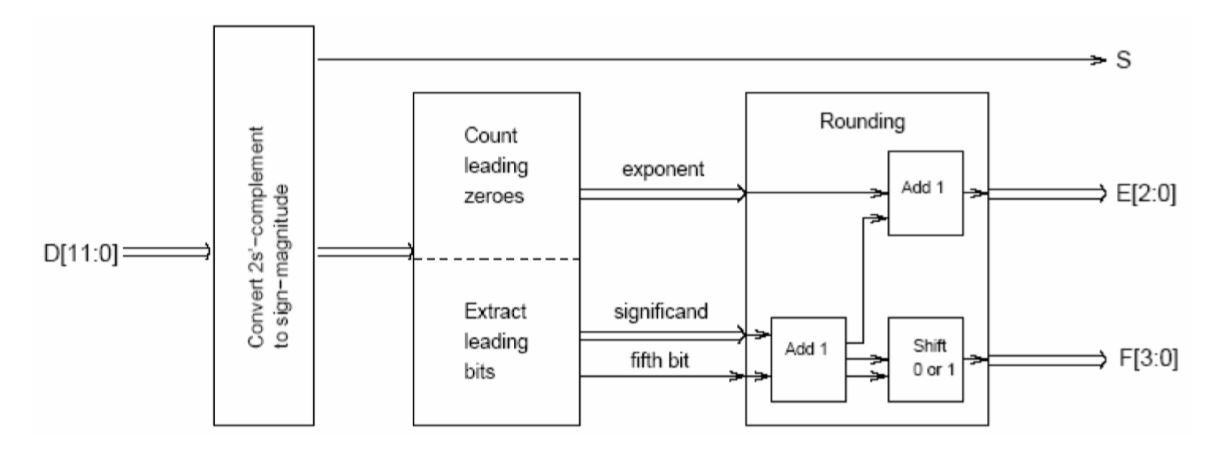 S
Rounding
Count
leading
zeroes
exponent
Add 1
E[2:0]
D[11:0]
Convert 2s'-complement
to sign-magnitude
Extract
leading
bits
significand
fifth bit
Add 1
Shift
0 or 1
F[3:0]